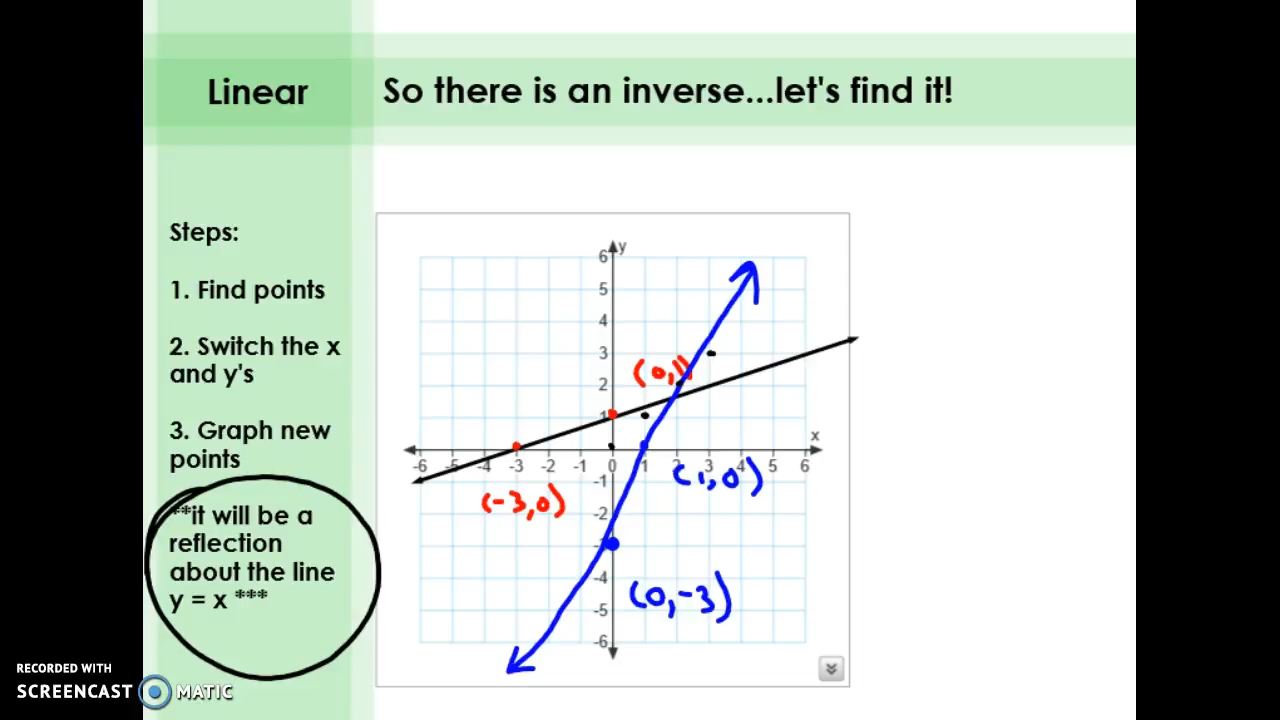 Linear
So there is an inverse...let's find it!
Steps:
1. Find points
2. Switch the x
and y's
3. Graph new
points
**it will be a
reflection
about the line
y = x ***
y
6
5
4
3
2
1
(0,1)
x
-6 -5 -4 -3 -2 -1 0 1 3 4 5 6
(-3,0)
(1,0)
-1
-2
-3
-4
(0,-3)
-5
-6
RECORDED WITH
SCREENCAST MATIC